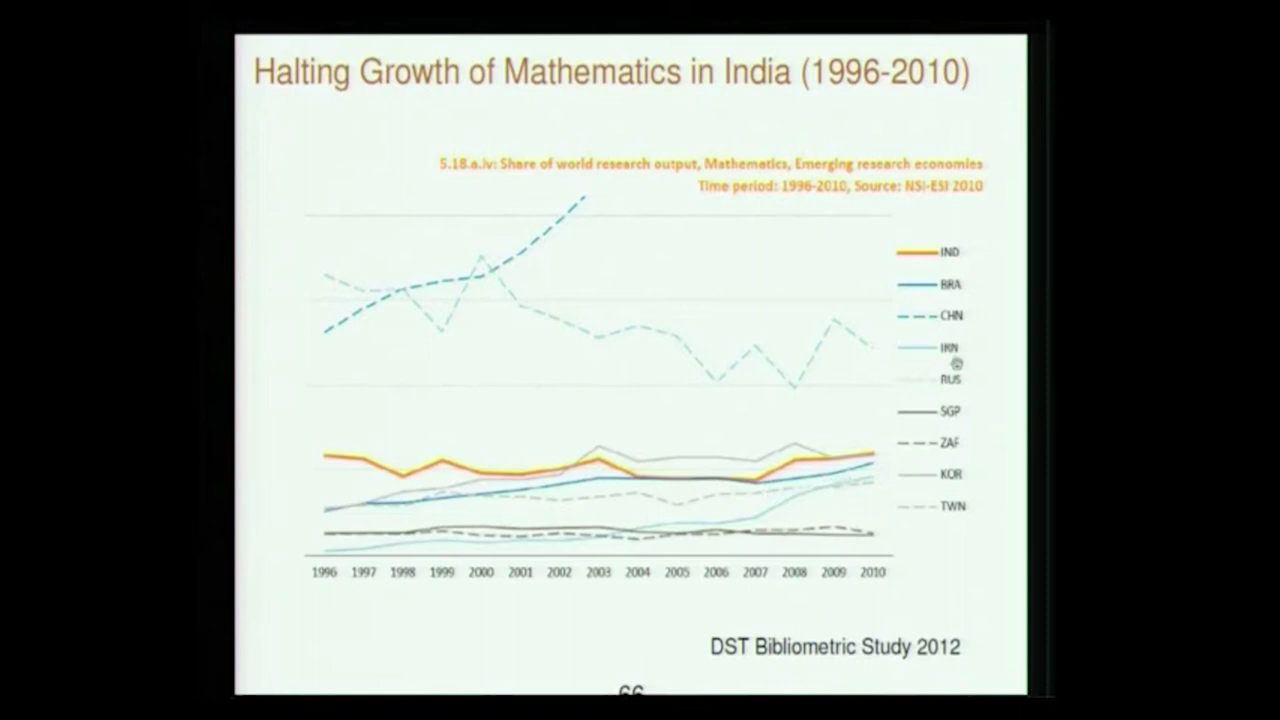 Halting Growth of Mathematics in India (1996-2010)
5.18.a.iv: Share of world research output, Mathematics, Emerging research economies
Time period: 1996-2010, Source: NSI-ESI 2010
IND
BRA
CHN
IRN
RUS
SGP
ZAF
KOR
TWN
1996 1997 1998 1999 2000 2001 2002 2003 2004 2005 2006 2007 2008 2009 2010
DST Bibliometric Study 2012
66